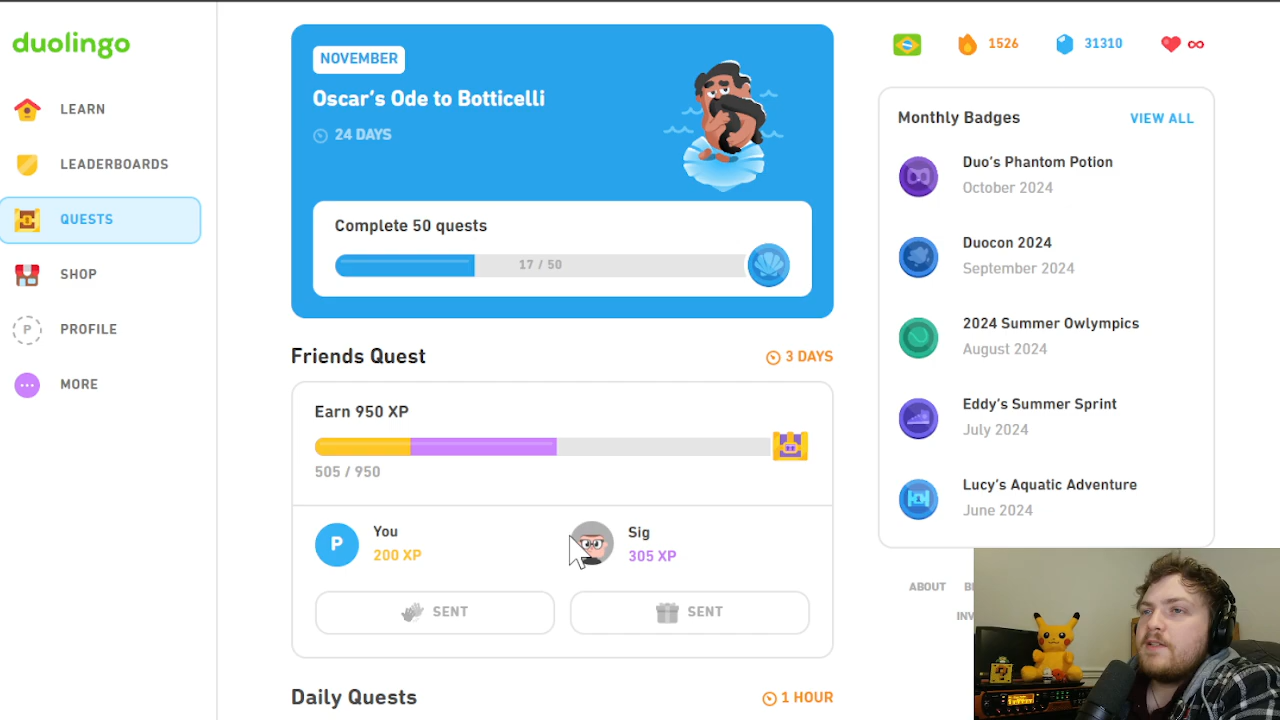 duolingo
LEARN
LEADERBOARDS
QUESTS
SHOP
P
PROFILE
MORE
NOVEMBER
Oscar's Ode to Botticelli
24 DAYS
Complete 50 quests
17 / 50
Friends Quest
3 DAYS
Earn 950 XP
505 / 950
P
You
200 XP
Sig
305 XP
SENT
SENT
Daily Quests
1 HOUR
1526
31310
∞
Monthly Badges
VIEW ALL
Duo's Phantom Potion
October 2024
Duocon 2024
September 2024
2024 Summer Owlympics
August 2024
Eddy's Summer Sprint
July 2024
Lucy's Aquatic Adventure
June 2024
ABOUT